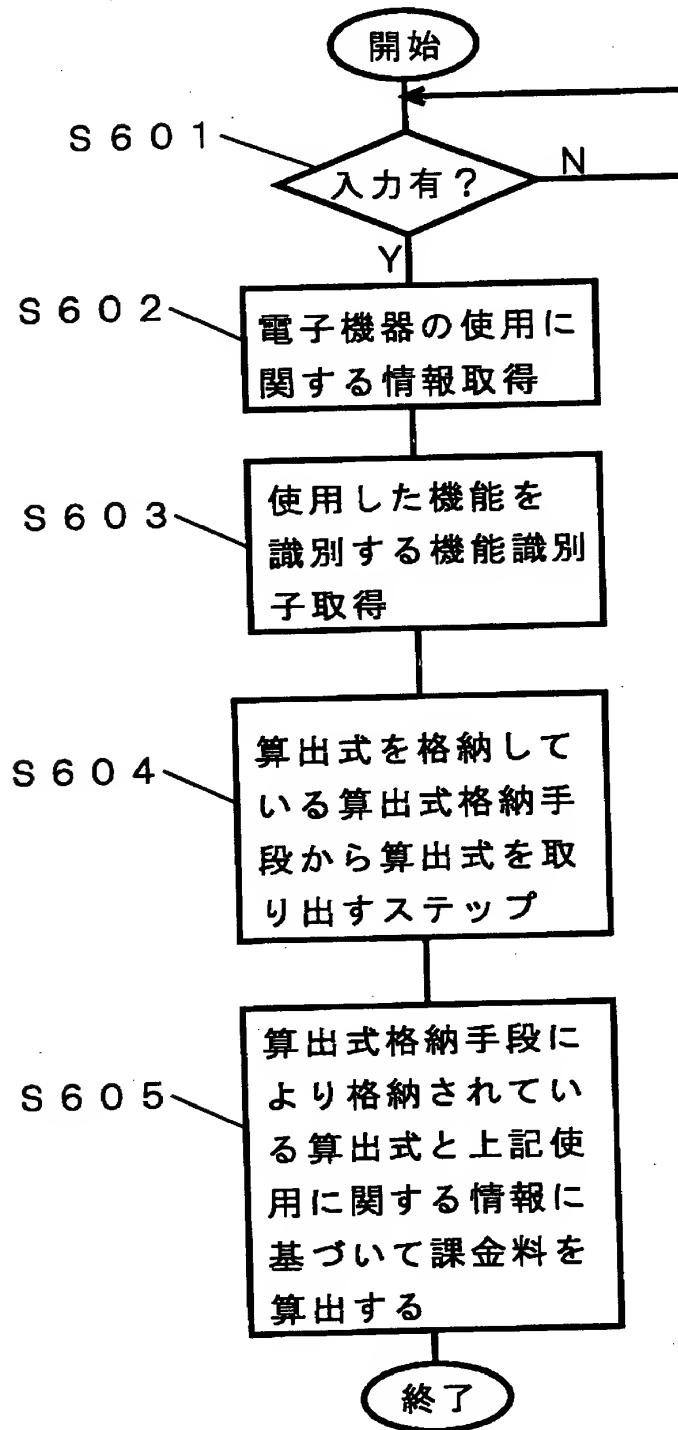 開始
S601
入力有?
N
Y
S602
電子機器の使用に
関する情報取得
S603
使用した機能を
識別する機能識別
子取得
S604
算出式を格納して
いる算出式格納手
段から算出式を取
り出すステップ
S605
算出式格納手段に
より格納されてい
る算出式と上記使
用に関する情報に
基づいて課金料を
算出する
終了